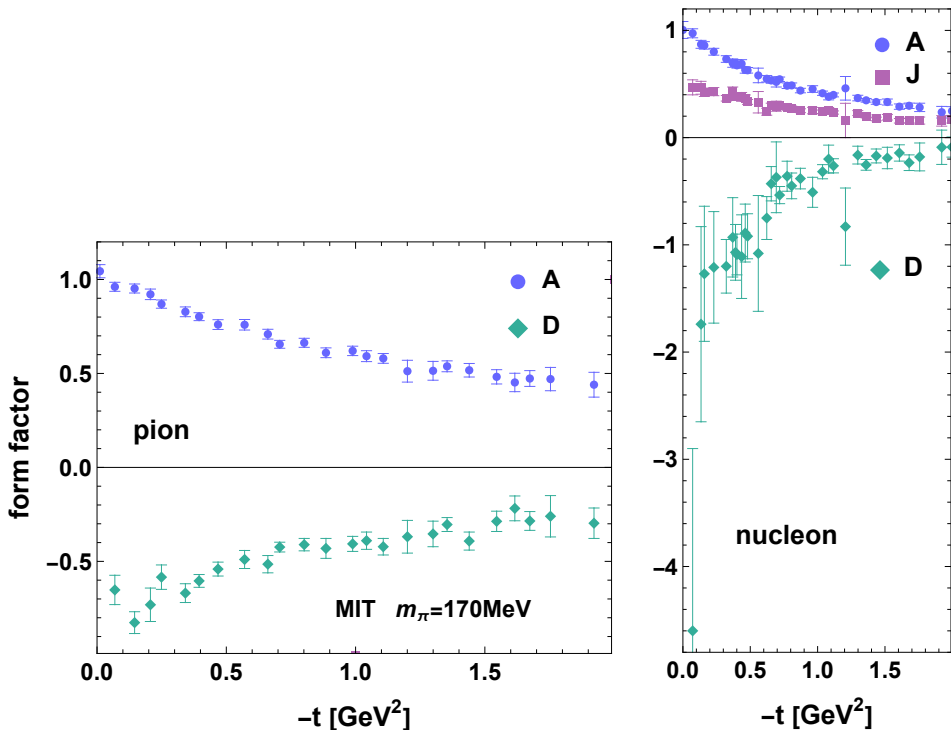 form factor
1.0
0.5
0.0
−0.5
A
D
pion
MIT m_π=170MeV
0.0 0.5 1.0 1.5
−t [GeV²]
1
0
−1
−2
−3
−4
A
J
D
nucleon
0.0 0.5 1.0 1.5
−t [GeV²]